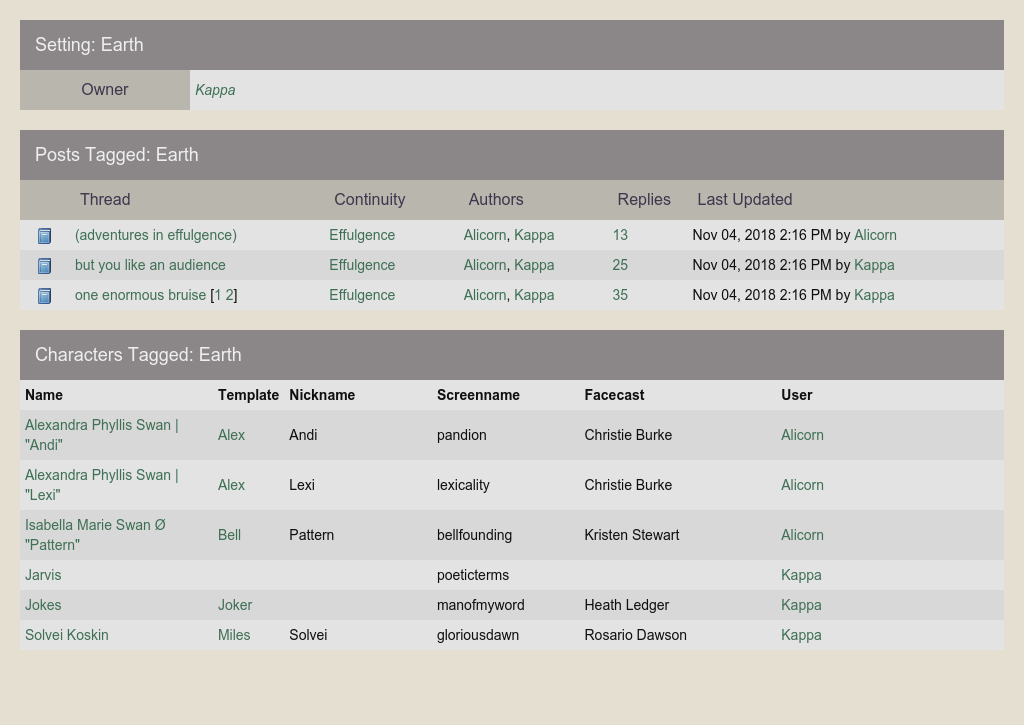 Setting: Earth
Owner Kappa
Posts Tagged: Earth
Thread Continuity Authors Replies Last Updated
(adventures in effulgence) Effulgence Alicorn, Kappa 13 Nov 04, 2018 2:16 PM by Alicorn
but you like an audience Effulgence Alicorn, Kappa 25 Nov 04, 2018 2:16 PM by Kappa
one enormous bruise [1 2] Effulgence Alicorn, Kappa 35 Nov 04, 2018 2:16 PM by Kappa
Characters Tagged: Earth
Name Template Nickname Screenname Facecast User
Alexandra Phyllis Swan |
"Andi" Alex Andi pandion Christie Burke Alicorn
Alexandra Phyllis Swan |
"Lexi" Alex Lexi lexicality Christie Burke Alicorn
Isabella Marie Swan Ø
"Pattern" Bell Pattern bellfounding Kristen Stewart Alicorn
Jarvis poeticterms Kappa
Jokes Joker manofmyword Heath Ledger Kappa
Solvei Koskin Miles Solvei gloriousdawn Rosario Dawson Kappa